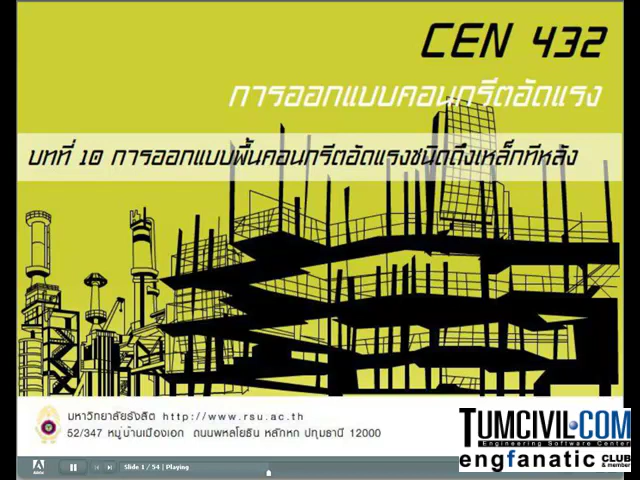 CEN 432
การออกแบบคอนกรีตอัดแรง
บทที่ 10 การออกแบบพื้นคอนกรีตอัดแรงชนิดดึงเหล็กทีหลัง
มหาวิทยาลัยรังสิต http://www.rsu.ac.th
52/347 หมู่บ้านเมืองเอก ถนนพหลโยธิน หลักหก ปทุมธานี 12000
TUMCIVIL.COM
Engineering Software Center
engfanatic CLUB & member
Adobe
Slide 1 / 54 | Playing